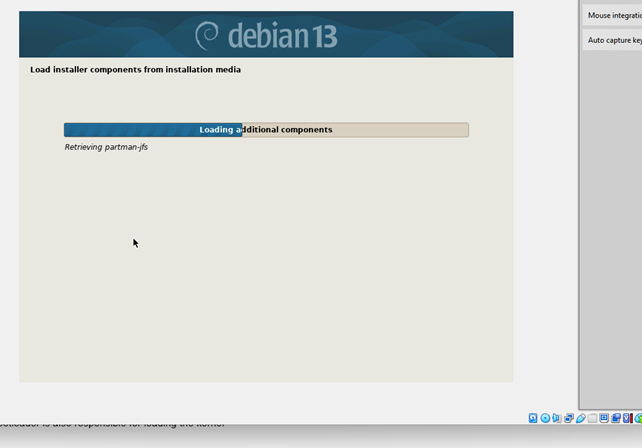 debian 13
Mouse integratio
Auto capture key
Load installer components from installation media
Loading additional components
Retrieving partman-jfs
is also responsible for loading the kernel